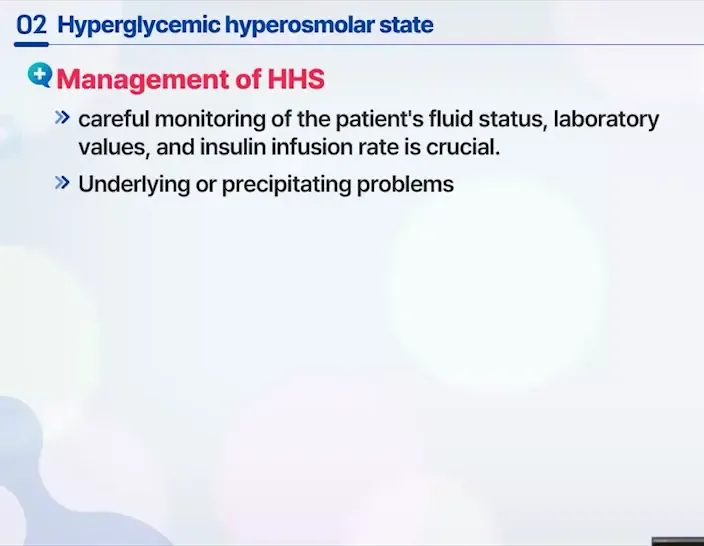 02 Hyperglycemic hyperosmolar state
Management of HHS
» careful monitoring of the patient's fluid status, laboratory
values, and insulin infusion rate is crucial.
» Underlying or precipitating problems